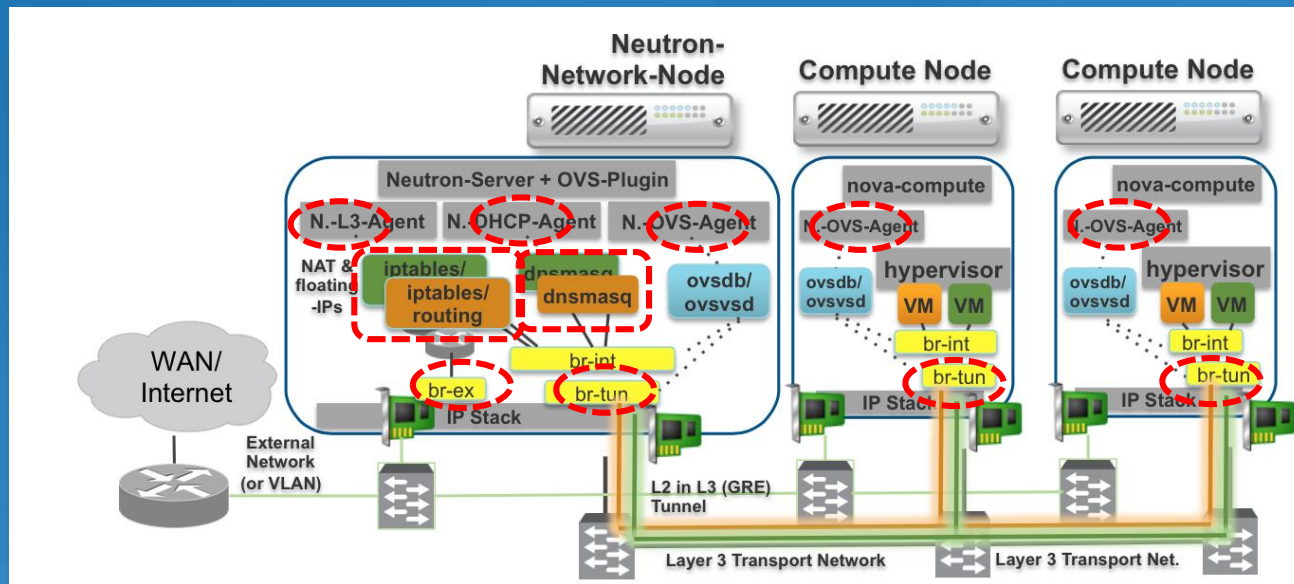 Neutron-
Network-Node
Compute Node
Compute Node
Neutron-Server + OVS-Plugin
N.-L3-Agent
N.-DHCP-Agent
N.-OVS-Agent
NAT &
floating
-IPs
iptables/
iptables/
routing
dnsmasq
dnsmasq
ovsdb/
ovsvsd
br-int
br-ex
br-tun
IP Stack
nova-compute
N.-OVS-Agent
ovsdb/
ovsvsd
hypervisor
VM
VM
br-int
br-tun
IP Stack
nova-compute
N.-OVS-Agent
ovsdb/
ovsvsd
hypervisor
VM
VM
br-int
br-tun
IP Stack
WAN/
Internet
External
Network
(or VLAN)
L2 in L3 (GRE)
Tunnel
Layer 3 Transport Network
Layer 3 Transport Net.